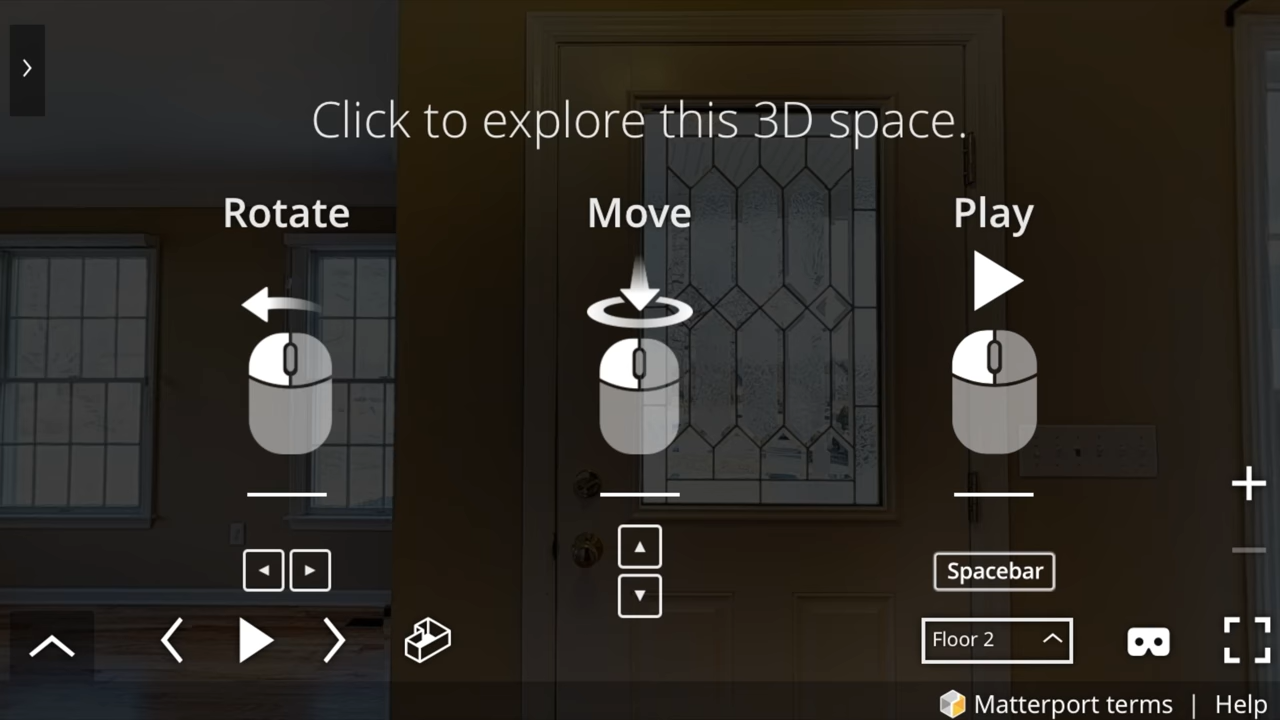 Click to explore this 3D space.
Rotate
Move
Play
Spacebar
Floor 2
Matterport terms | Help